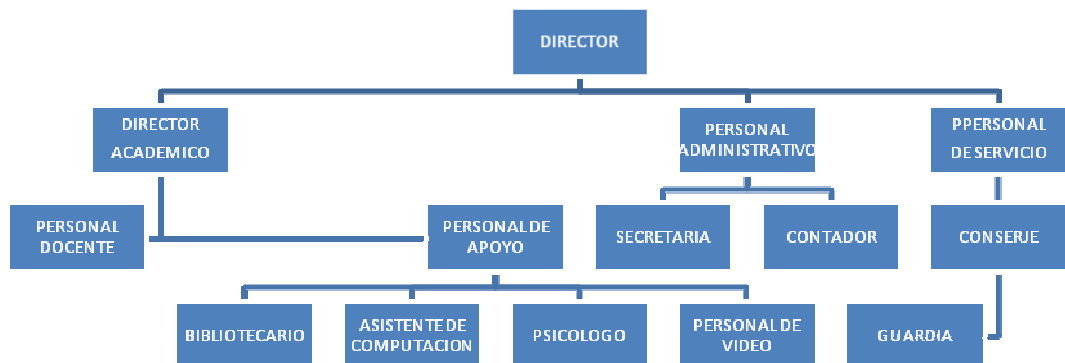 DIRECTOR
DIRECTOR
ACADEMICO
PERSONAL
ADMINISTRATIVO
PPERSONAL
DE SERVICIO
PERSONAL
DOCENTE
PERSONAL DE
APOYO
SECRETARIA
CONTADOR
CONSERJE
BIBLIOTECARIO
ASISTENTE DE
COMPUTACION
PSICOLOGO
PERSONAL DE
VIDEO
GUARDIA